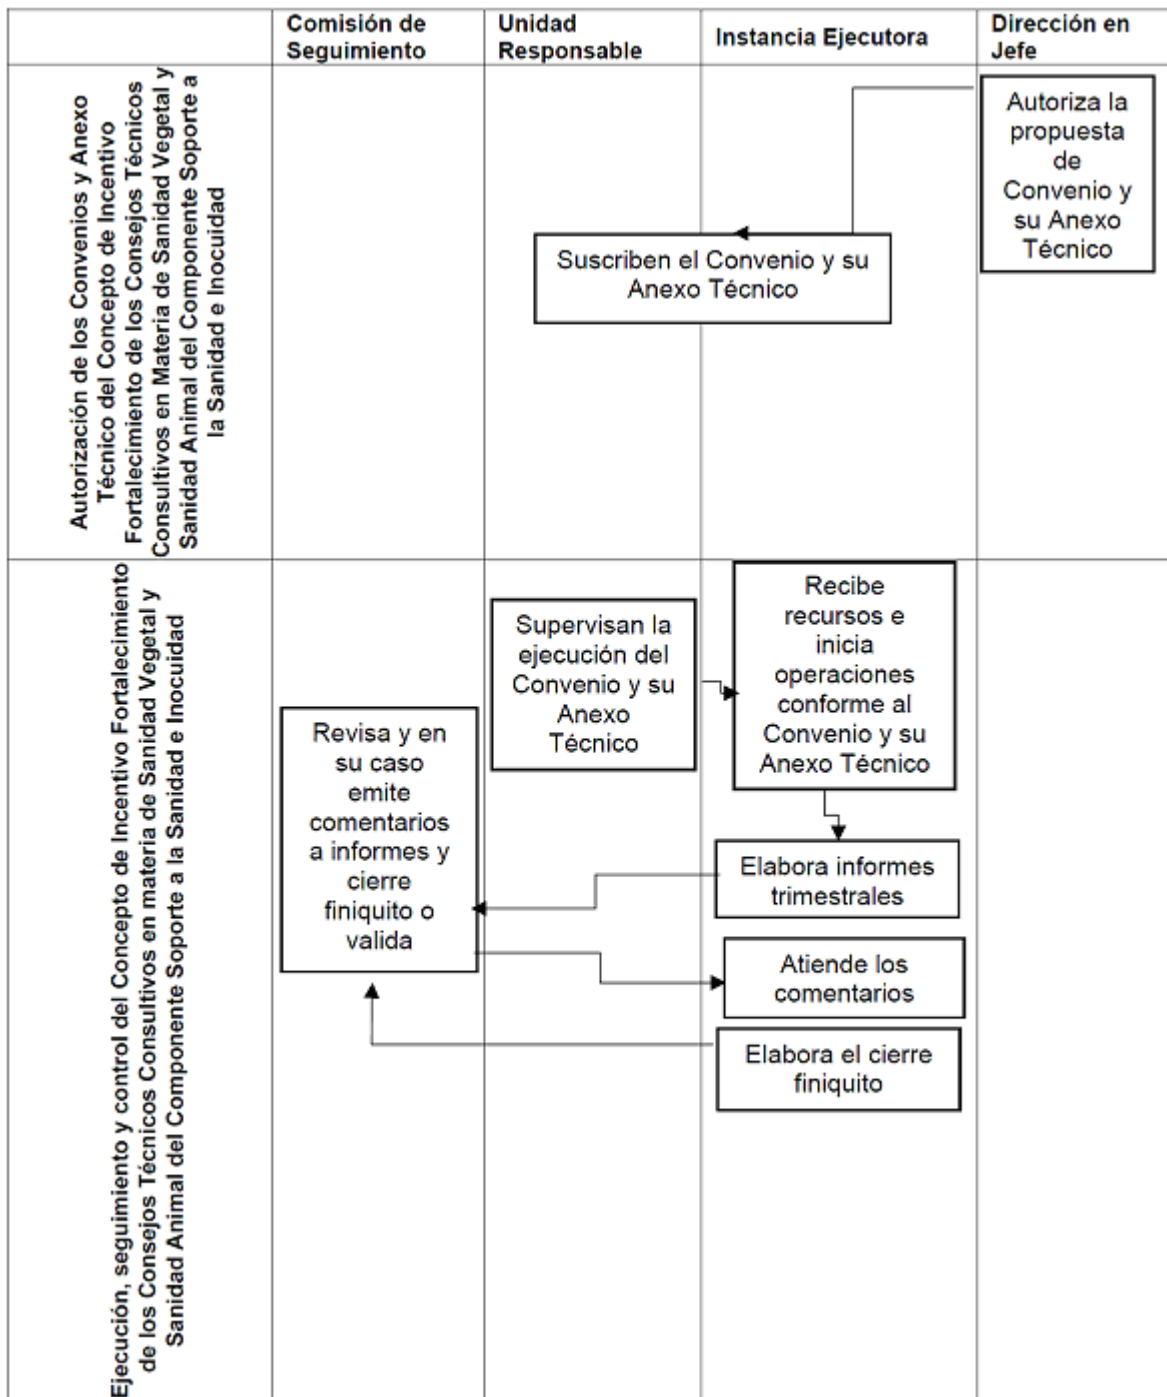 Comisión de
Seguimiento
Unidad
Responsable
Instancia Ejecutora
Dirección en
Jefe
Autorización de los Convenios y Anexo
Técnico del Concepto de Incentivo
Fortalecimiento de los Consejos Técnicos
Consultivos en Materia de Sanidad Vegetal y
Sanidad Animal del Componente Soporte a
la Sanidad e Inocuidad
Autoriza la
propuesta
de
Convenio y
su Anexo
Técnico
Suscriben el Convenio y su
Anexo Técnico
Ejecución, seguimiento y control del Concepto de Incentivo Fortalecimiento
de los Consejos Técnicos Consultivos en materia de Sanidad Vegetal y
Sanidad Animal del Componente Soporte a la Sanidad e Inocuidad
Revisa y en
su caso
emite
comentarios
a informes y
cierre
finiquito o
valida
Supervisan la
ejecución del
Convenio y su
Anexo
Técnico
Recibe
recursos e
inicia
operaciones
conforme al
Convenio y su
Anexo Técnico
Elabora informes
trimestrales
Atiende los
comentarios
Elabora el cierre
finiquito